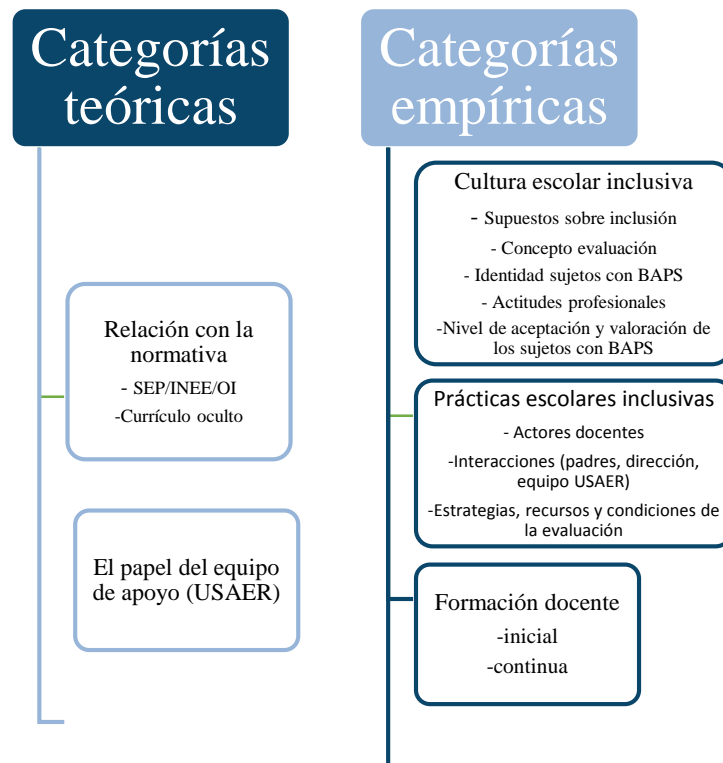 Categorías
teóricas
Relación con la
normativa
- SEP/INEE/OI
-Currículo oculto
El papel del equipo
de apoyo (USAER)
Categorías
empíricas
Cultura escolar inclusiva
- Supuestos sobre inclusión
- Concepto evaluación
- Identidad sujetos con BAPS
- Actitudes profesionales
-Nivel de aceptación y valoración de
los sujetos con BAPS
Prácticas escolares inclusivas
- Actores docentes
-Interacciones (padres, dirección,
equipo USAER)
-Estrategias, recursos y condiciones de
la evaluación
Formación docente
-inicial
-continua